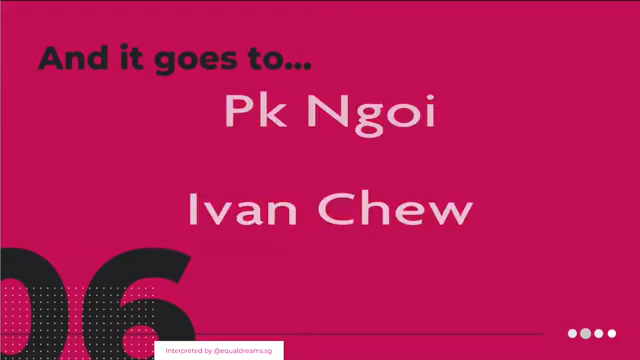 And it goes to...
Pk Ngoi
Ivan Chew
06
Interpreted by @equaldreams.sg